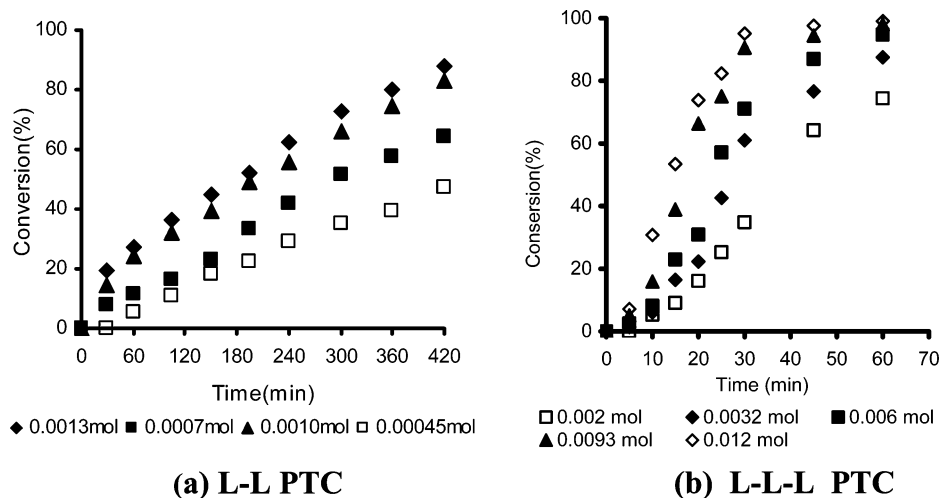 100
80
60
40
20
0
Conversion(%)
0 60 120 180 240 300 360 420
Time(min)
0.0013mol 0.0007mol 0.0010mol 0.00045mol
(a) L-L PTC
100
80
60
40
20
0
Consersion(%)
0 10 20 30 40 50 60 70
Time (min)
0.002 mol 0.0032 mol 0.006 mol
0.0093 mol 0.012 mol
(b) L-L-L PTC